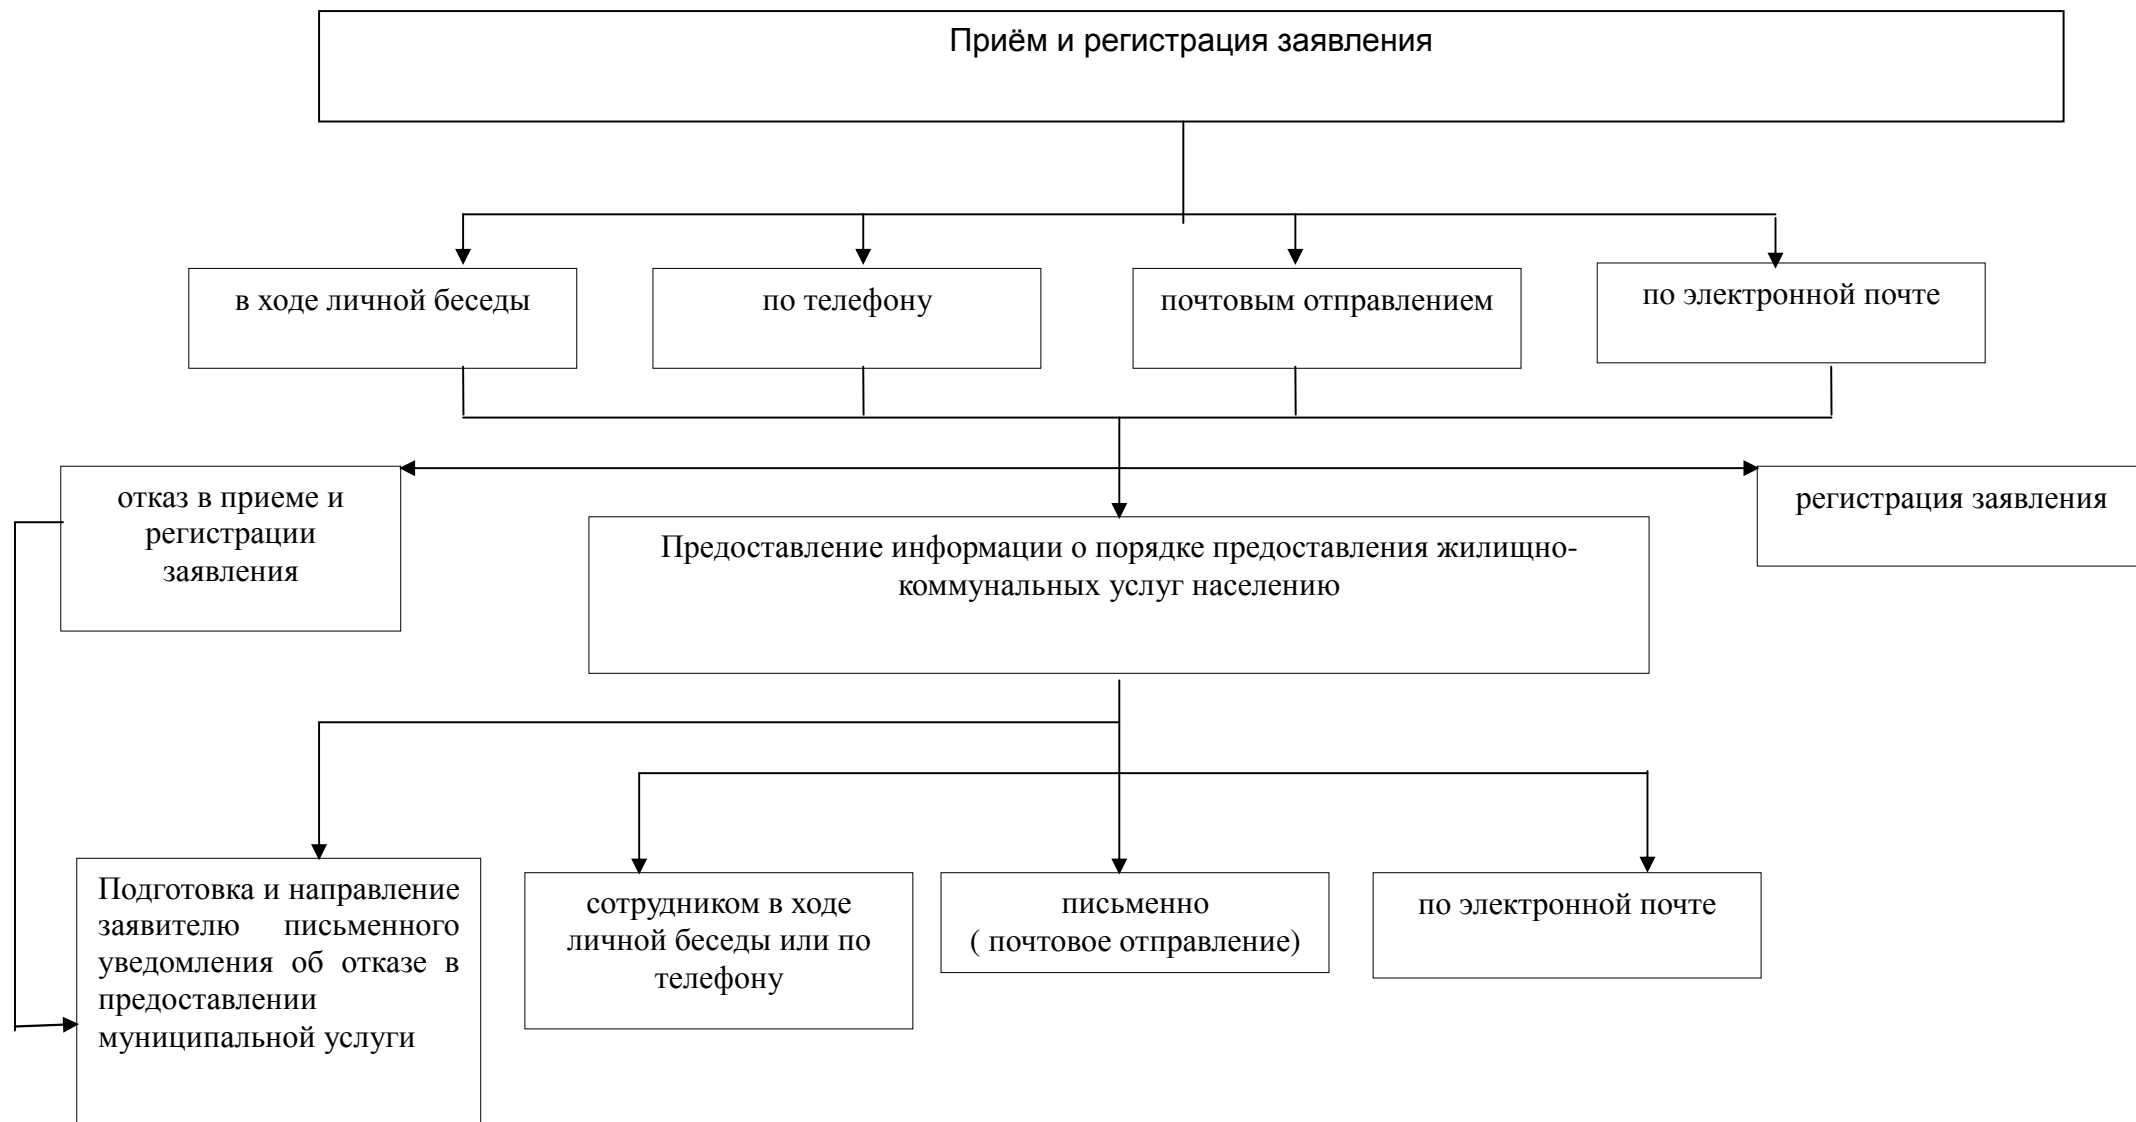 Приём и регистрация заявления
в ходе личной беседы
по телефону
почтовым отправлением
по электронной почте
отказ в приеме и
регистрации
заявления
регистрация заявления
Предоставление информации о порядке предоставления жилищно-
коммунальных услуг населению
Подготовка и направление
заявителю письменного
уведомления об отказе в
предоставлении
муниципальной услуги
сотрудником в ходе
личной беседы или по
телефону
письменно
( почтовое отправление)
по электронной почте